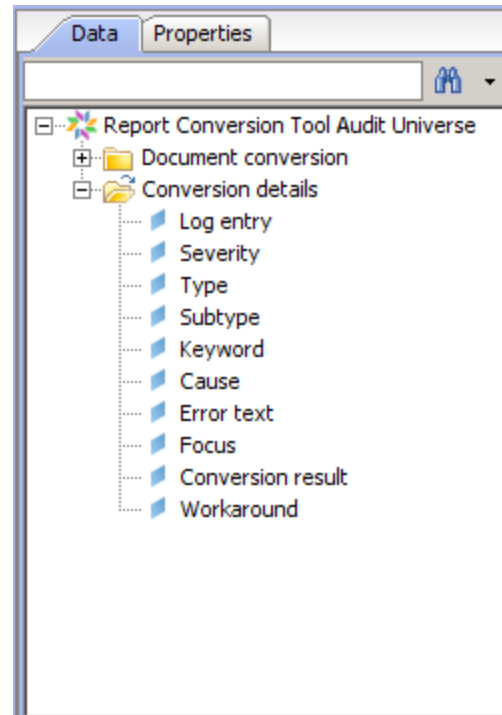 Data Properties
Report Conversion Tool Audit Universe
Document conversion
Conversion details
Log entry
Severity
Type
Subtype
Keyword
Cause
Error text
Focus
Conversion result
Workaround